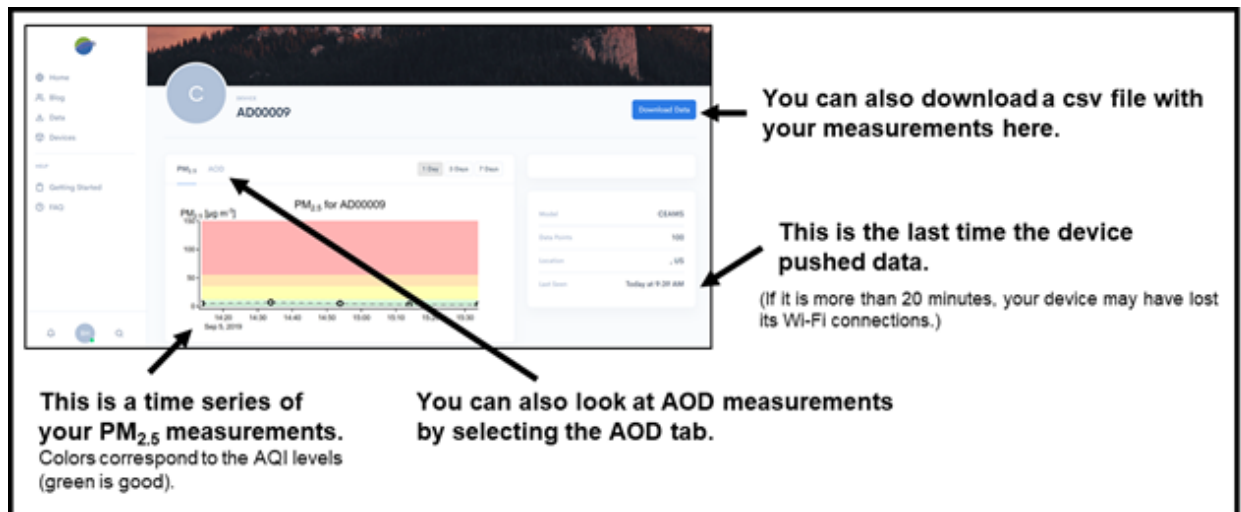 Home
Blog
Data
Devices
HELP
Getting Started
FAQ
C
DEVICE
AD00009
Download Data
PM2.5 AOD
1 Day 3 Days 7 Days
PM2.5 for AD00009
PM2.5 [µg m-3]
150
100
50
0
14:20 14:30 14:40 14:50 15:00 15:10 15:20 15:30
Sep 5, 2019
Model CEAMS
Data Points 100
Location , US
Last Seen Today at 9:39 AM
You can also download a csv file with
your measurements here.
This is the last time the device
pushed data.
(If it is more than 20 minutes, your device may have lost
its Wi-Fi connections.)
This is a time series of
your PM2.5 measurements.
Colors correspond to the AQI levels
(green is good).
You can also look at AOD measurements
by selecting the AOD tab.